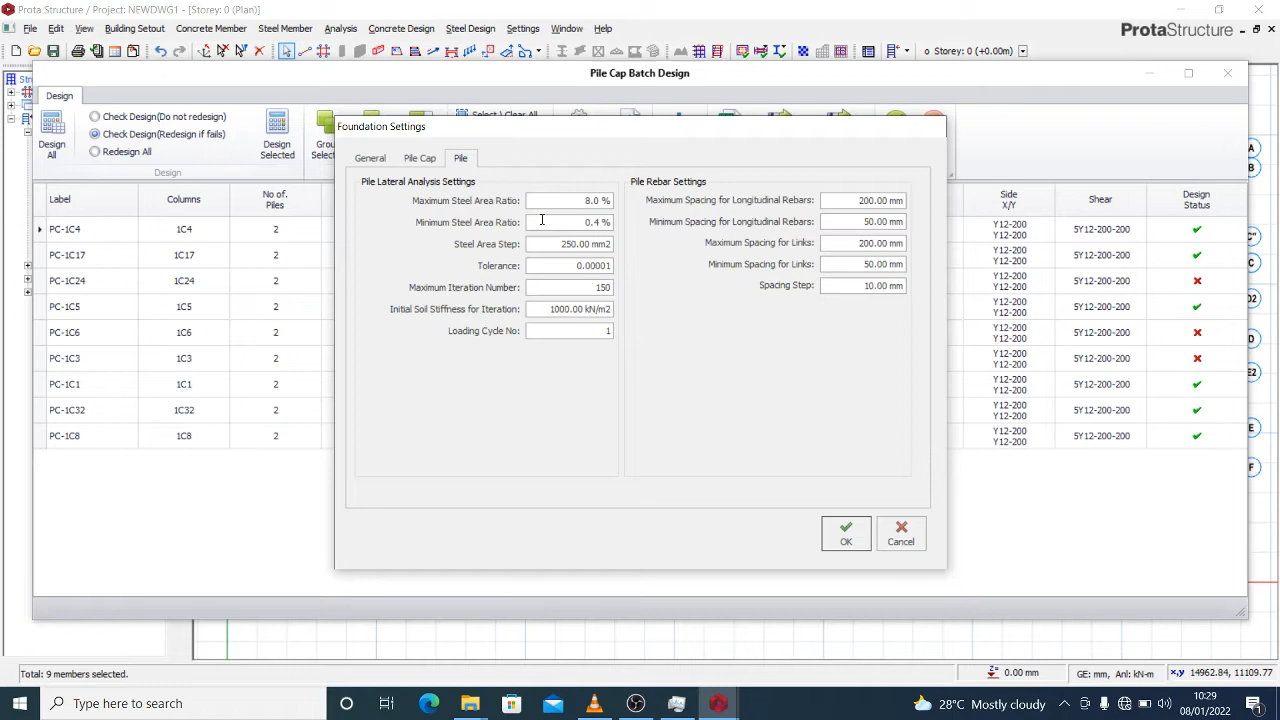 Prota Structure / Project: NEWDWG1 - [Storey: 0 (Plan)]
File Edit View Building Setout Concrete Member Steel Member Analysis Concrete Design Steel Design Settings Window Help
ProtaStructure
Storey: 0 (+0.00m)
Pile Cap Batch Design
Design
Design All
Check Design(Do not redesign)
Check Design(Redesign if fails)
Redesign All
Design Selected
Select \ Clear All
Design
Foundation Settings
General Pile Cap Pile
Pile Lateral Analysis Settings
Maximum Steel Area Ratio: 8.0 %
Minimum Steel Area Ratio: 0.4 %
Steel Area Step: 250.00 mm2
Tolerance: 0.00001
Maximum Iteration Number: 150
Initial Soil Stiffness for Iteration: 1000.00 kN/m2
Loading Cycle No: 1
Pile Rebar Settings
Maximum Spacing for Longitudinal Rebars: 200.00 mm
Minimum Spacing for Longitudinal Rebars: 50.00 mm
Maximum Spacing for Links: 200.00 mm
Minimum Spacing for Links: 50.00 mm
Spacing Step: 10.00 mm
OK Cancel
Label Columns No of. Piles Side X/Y Shear Design Status
PC-1C4 1C4 2 Y12-200 Y12-200 5Y12-200-200
PC-1C17 1C17 2 Y12-200 Y12-200 5Y12-200-200
PC-1C24 1C24 2 Y12-200 Y12-200 5Y12-200-200
PC-1C5 1C5 2 Y12-200 Y12-200 5Y12-200-200
PC-1C6 1C6 2 Y12-200 Y12-200 5Y12-200-200
PC-1C3 1C3 2 Y12-200 Y12-200 5Y12-200-200
PC-1C1 1C1 2 Y12-200 Y12-200 5Y12-200-200
PC-1C32 1C32 2 Y12-200 Y12-200 5Y12-200-200
PC-1C8 1C8 2 Y12-200 Y12-200 5Y12-200-200
A
B
C
D2
D
E2
E
F
Total: 9 members selected.
0.00 mm
GE: mm, Anl: kN-m
x,y 14962.84, 11109.77
Type here to search
28°C Mostly cloudy
10:29
08/01/2022